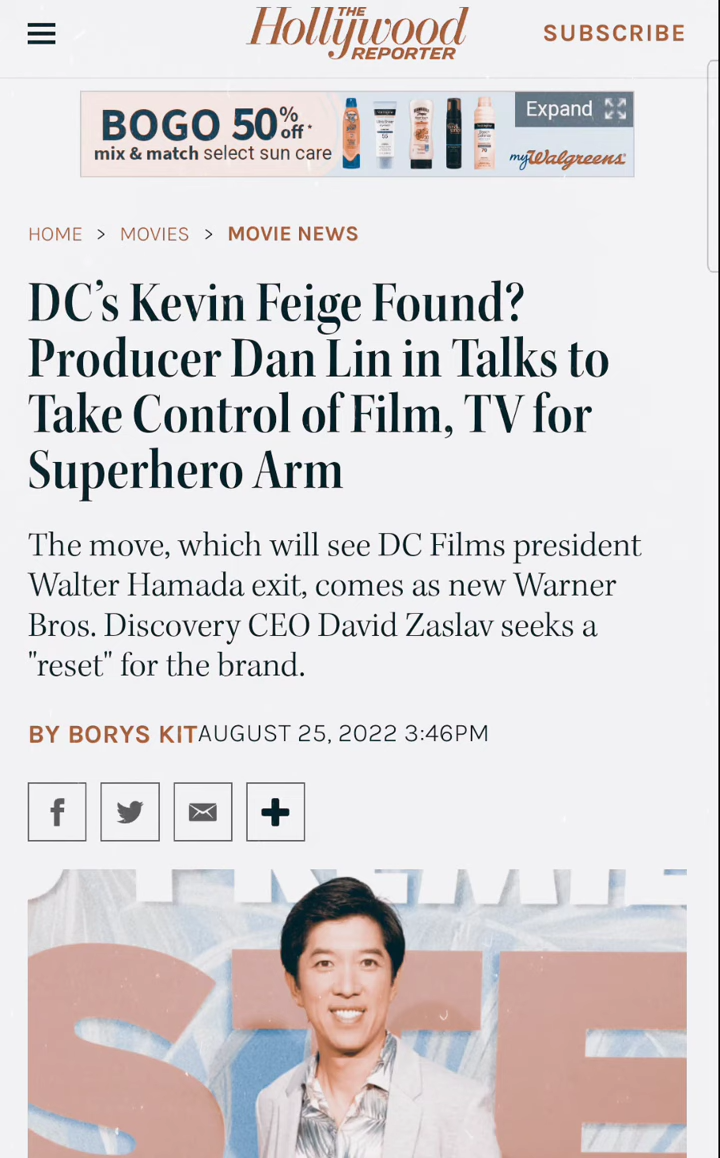 THE
Hollywood
REPORTER
SUBSCRIBE
BOGO 50% off*
mix & match select sun care
Expand
myWalgreens
HOME > MOVIES > MOVIE NEWS
DC's Kevin Feige Found?
Producer Dan Lin in Talks to
Take Control of Film, TV for
Superhero Arm
The move, which will see DC Films president
Walter Hamada exit, comes as new Warner
Bros. Discovery CEO David Zaslav seeks a
"reset" for the brand.
BY BORYS KITAUGUST 25, 2022 3:46PM